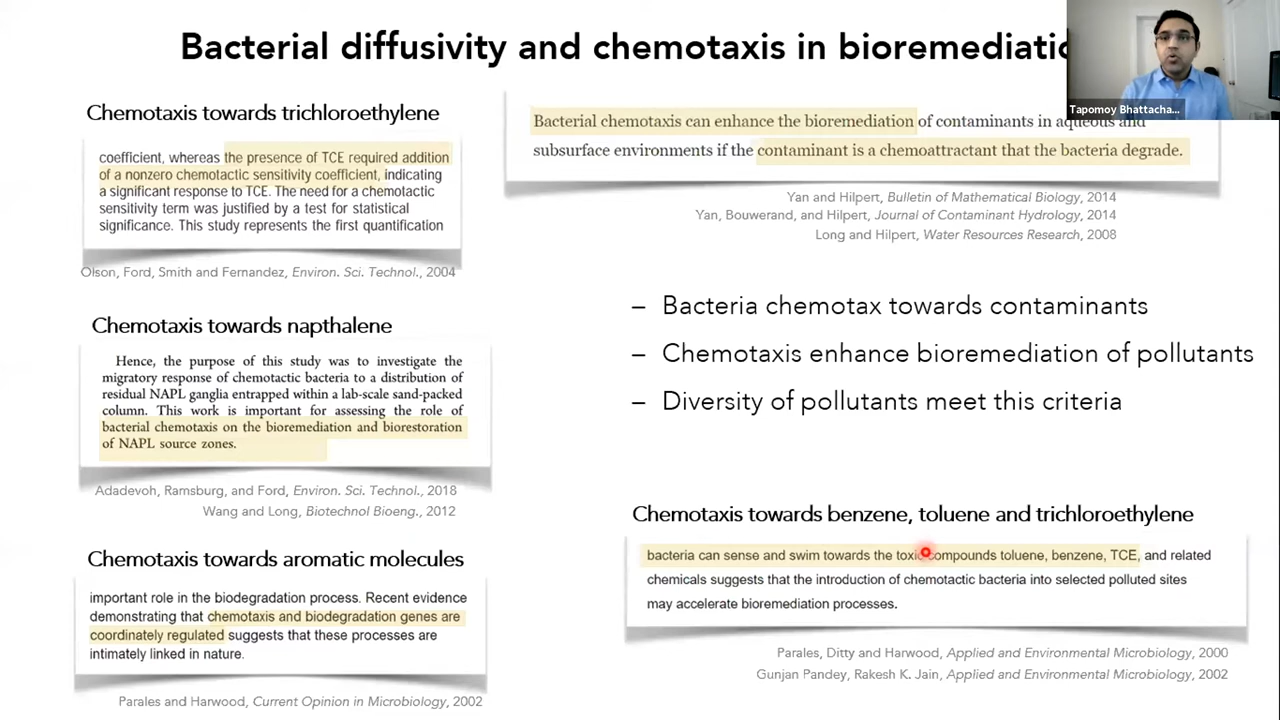 Bacterial diffusivity and chemotaxis in bioremediatio
Tapomoy Bhattacha...
Chemotaxis towards trichloroethylene
coefficient, whereas the presence of TCE required addition
of a nonzero chemotactic sensitivity coefficient, indicating
a significant response to TCE. The need for a chemotactic
sensitivity term was justified by a test for statistical
significance. This study represents the first quantification
Olson, Ford, Smith and Fernandez, Environ. Sci. Technol., 2004
Bacterial chemotaxis can enhance the bioremediation of contaminants in aqueous and
subsurface environments if the contaminant is a chemoattractant that the bacteria degrade.
Yan and Hilpert, Bulletin of Mathematical Biology, 2014
Yan, Bouwerand, and Hilpert, Journal of Contaminant Hydrology, 2014
Long and Hilpert, Water Resources Research, 2008
Chemotaxis towards napthalene
Hence, the purpose of this study was to investigate the
migratory response of chemotactic bacteria to a distribution of
residual NAPL ganglia entrapped within a lab-scale sand-packed
column. This work is important for assessing the role of
bacterial chemotaxis on the bioremediation and biorestoration
of NAPL source zones.
Adadevoh, Ramsburg, and Ford, Environ. Sci. Technol., 2018
Wang and Long, Biotechnol Bioeng., 2012
– Bacteria chemotax towards contaminants
– Chemotaxis enhance bioremediation of pollutants
– Diversity of pollutants meet this criteria
Chemotaxis towards aromatic molecules
important role in the biodegradation process. Recent evidence
demonstrating that chemotaxis and biodegradation genes are
coordinately regulated suggests that these processes are
intimately linked in nature.
Parales and Harwood, Current Opinion in Microbiology, 2002
Chemotaxis towards benzene, toluene and trichloroethylene
bacteria can sense and swim towards the toxic compounds toluene, benzene, TCE, and related
chemicals suggests that the introduction of chemotactic bacteria into selected polluted sites
may accelerate bioremediation processes.
Parales, Ditty and Harwood, Applied and Environmental Microbiology, 2000
Gunjan Pandey, Rakesh K. Jain, Applied and Environmental Microbiology, 2002